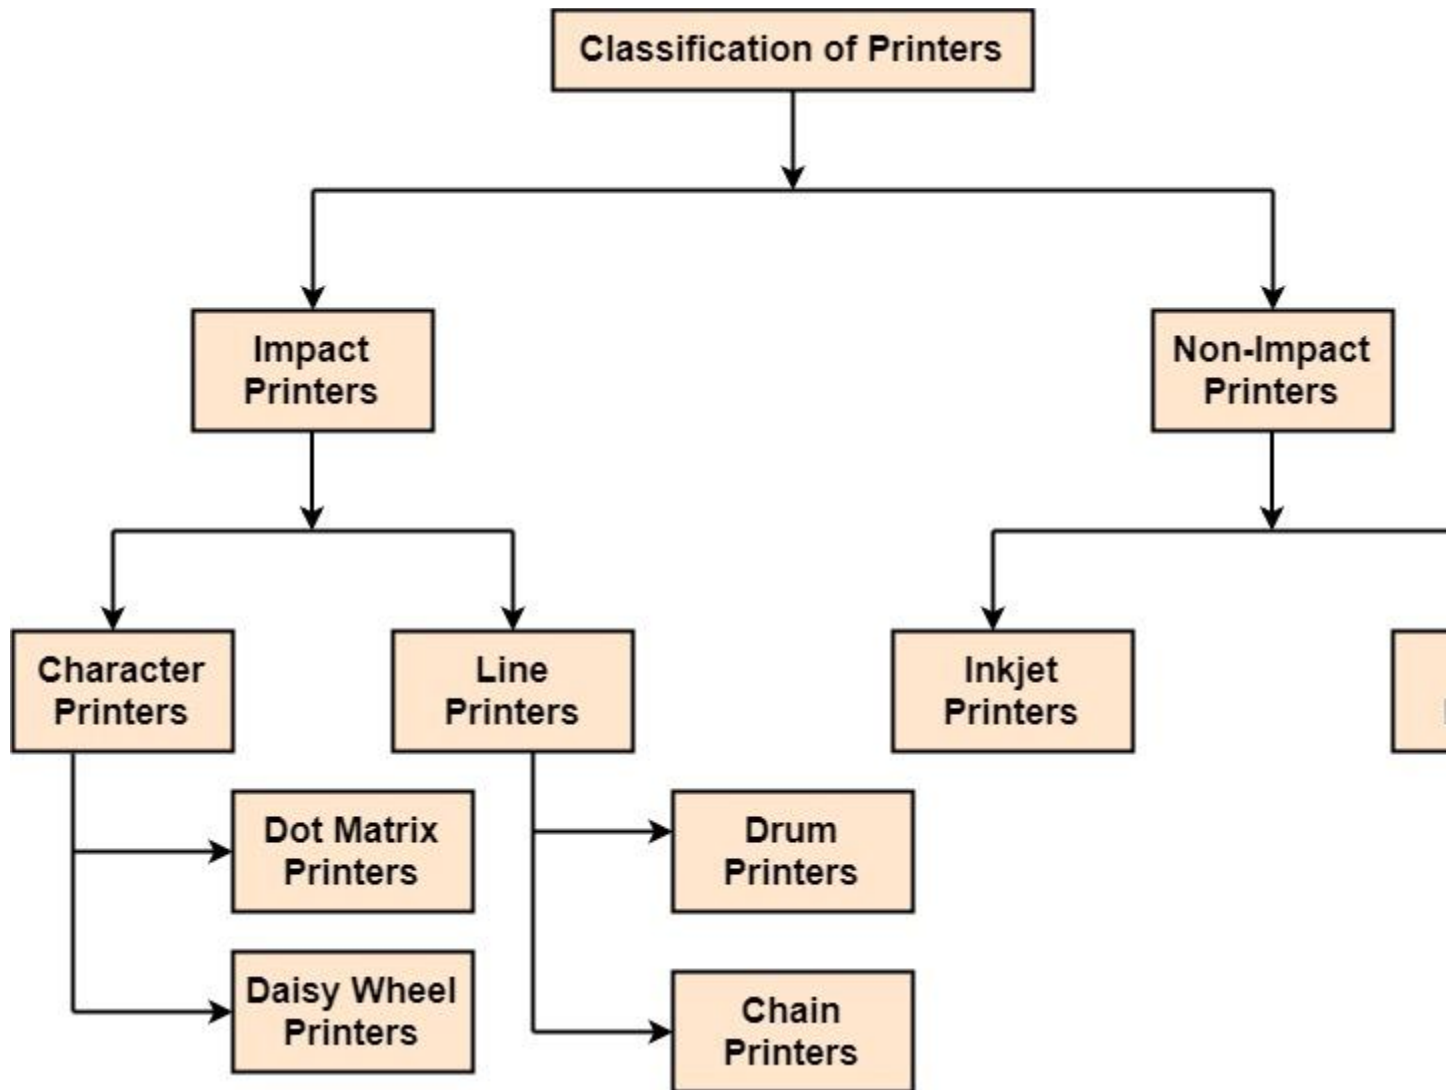 Classification of Printers
Impact
Printers
Non-Impact
Printers
Character
Printers
Line
Printers
Inkjet
Printers
Dot Matrix
Printers
Drum
Printers
Daisy Wheel
Printers
Chain
Printers